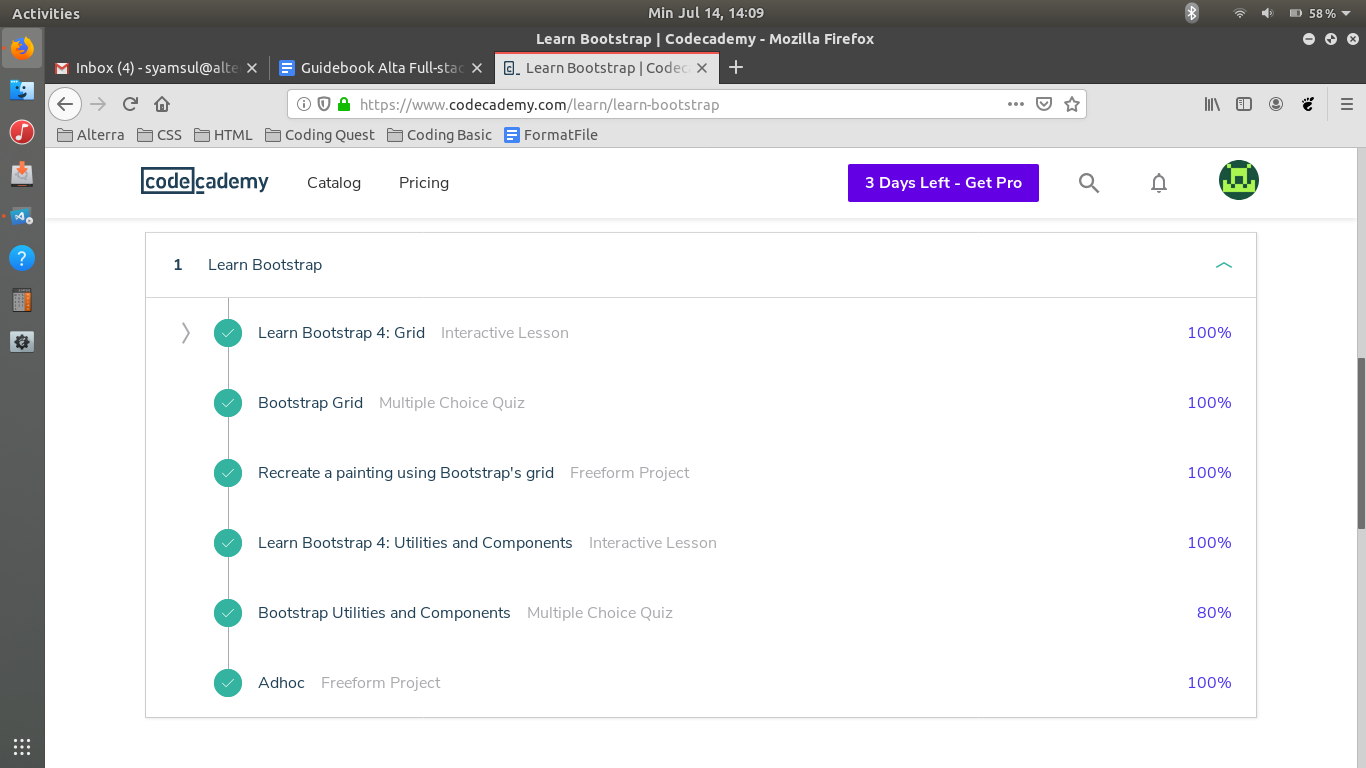 Activities
Min Jul 14, 14:09
58%
Learn Bootstrap | Codecademy - Mozilla Firefox
Inbox (4) - syamsul@alte
Guidebook Alta Full-stac
Learn Bootstrap | Codec
https://www.codecademy.com/learn/learn-bootstrap
Alterra
CSS
HTML
Coding Quest
Coding Basic
FormatFile
codecademy
Catalog
Pricing
3 Days Left - Get Pro
1 Learn Bootstrap
Learn Bootstrap 4: Grid Interactive Lesson 100%
Bootstrap Grid Multiple Choice Quiz 100%
Recreate a painting using Bootstrap's grid Freeform Project 100%
Learn Bootstrap 4: Utilities and Components Interactive Lesson 100%
Bootstrap Utilities and Components Multiple Choice Quiz 80%
Adhoc Freeform Project 100%